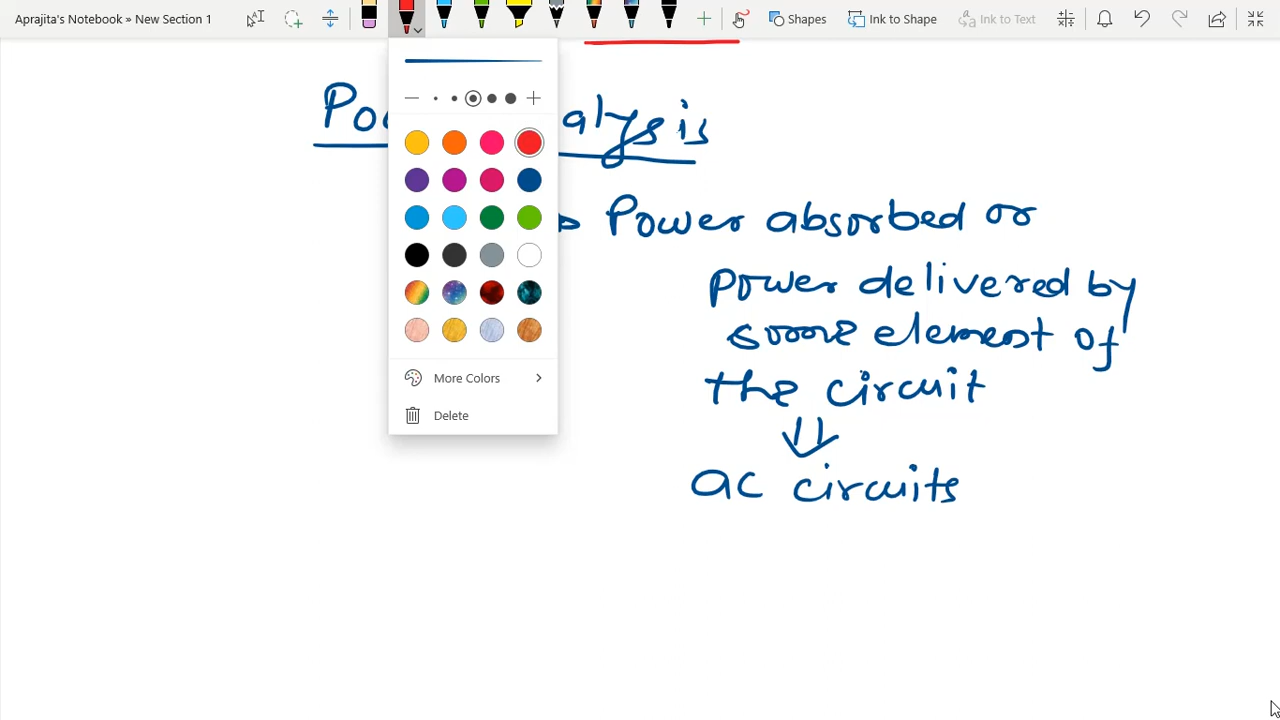 Aprajita's Notebook » New Section 1
Shapes
Ink to Shape
Ink to Text
alysis
Power absorbed or
power delivered by
some element of
the circuit
ac circuits
More Colors
Delete